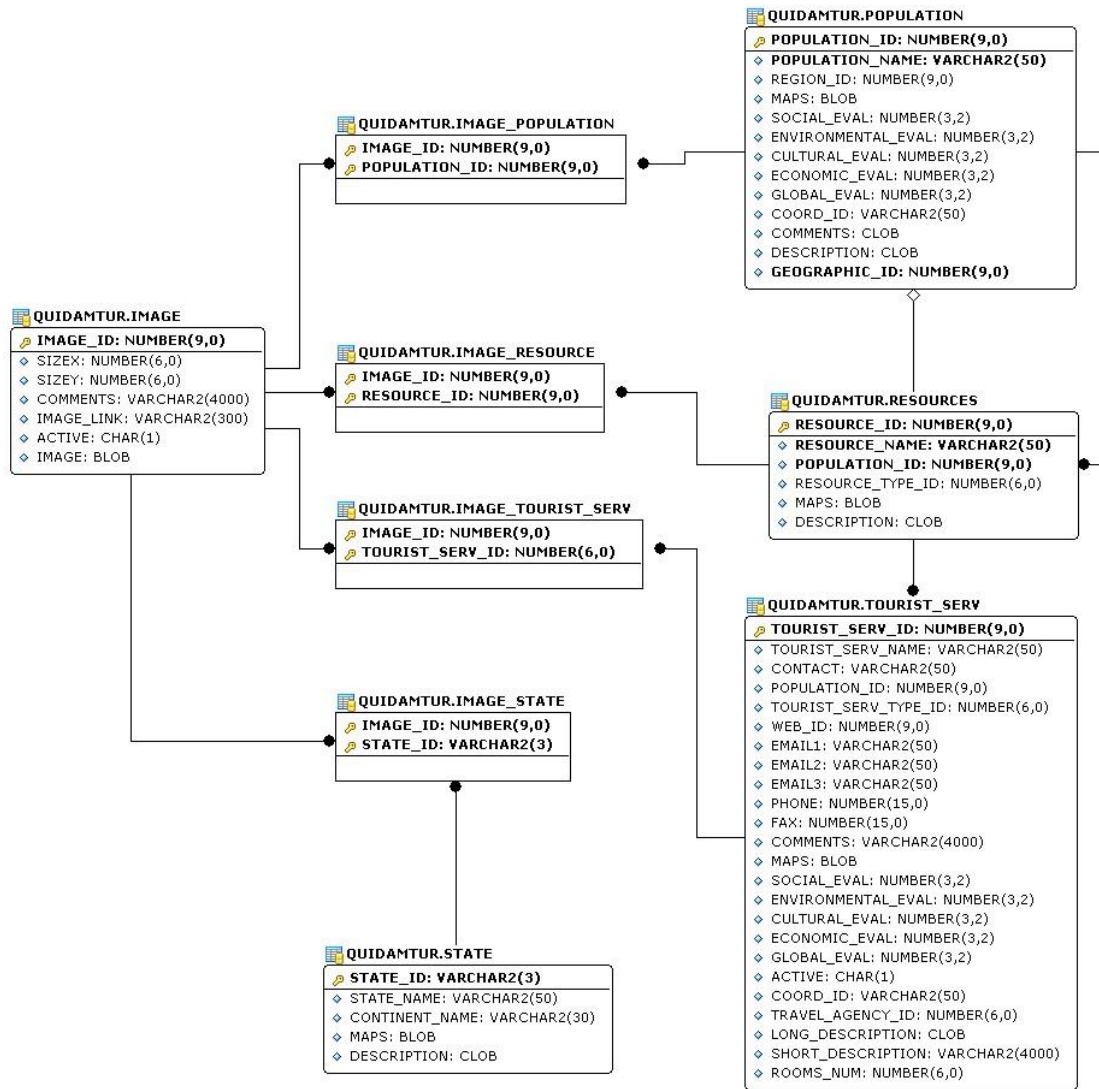 QUIDAMTUR.POPULATION
POPULATION_ID: NUMBER(9,0)
POPULATION_NAME: VARCHAR2(50)
REGION_ID: NUMBER(9,0)
MAPS: BLOB
SOCIAL_EVAL: NUMBER(3,2)
ENVIRONMENTAL_EVAL: NUMBER(3,2)
CULTURAL_EVAL: NUMBER(3,2)
ECONOMIC_EVAL: NUMBER(3,2)
GLOBAL_EVAL: NUMBER(3,2)
COORD_ID: VARCHAR2(50)
COMMENTS: CLOB
DESCRIPTION: CLOB
GEOGRAPHIC_ID: NUMBER(9,0)
QUIDAMTUR.IMAGE_POPULATION
IMAGE_ID: NUMBER(9,0)
POPULATION_ID: NUMBER(9,0)
QUIDAMTUR.IMAGE
IMAGE_ID: NUMBER(9,0)
SIZEX: NUMBER(6,0)
SIZEY: NUMBER(6,0)
COMMENTS: VARCHAR2(4000)
IMAGE_LINK: VARCHAR2(300)
ACTIVE: CHAR(1)
IMAGE: BLOB
QUIDAMTUR.IMAGE_RESOURCE
IMAGE_ID: NUMBER(9,0)
RESOURCE_ID: NUMBER(9,0)
QUIDAMTUR.RESOURCES
RESOURCE_ID: NUMBER(9,0)
RESOURCE_NAME: VARCHAR2(50)
POPULATION_ID: NUMBER(9,0)
RESOURCE_TYPE_ID: NUMBER(6,0)
MAPS: BLOB
DESCRIPTION: CLOB
QUIDAMTUR.IMAGE_TOURIST_SERV
IMAGE_ID: NUMBER(9,0)
TOURIST_SERV_ID: NUMBER(6,0)
QUIDAMTUR.TOURIST_SERV
TOURIST_SERV_ID: NUMBER(9,0)
TOURIST_SERV_NAME: VARCHAR2(50)
CONTACT: VARCHAR2(50)
POPULATION_ID: NUMBER(9,0)
TOURIST_SERV_TYPE_ID: NUMBER(6,0)
WEB_ID: NUMBER(9,0)
EMAIL1: VARCHAR2(50)
EMAIL2: VARCHAR2(50)
EMAIL3: VARCHAR2(50)
PHONE: NUMBER(15,0)
FAX: NUMBER(15,0)
COMMENTS: VARCHAR2(4000)
MAPS: BLOB
SOCIAL_EVAL: NUMBER(3,2)
ENVIRONMENTAL_EVAL: NUMBER(3,2)
CULTURAL_EVAL: NUMBER(3,2)
ECONOMIC_EVAL: NUMBER(3,2)
GLOBAL_EVAL: NUMBER(3,2)
ACTIVE: CHAR(1)
COORD_ID: VARCHAR2(50)
TRAVEL_AGENCY_ID: NUMBER(6,0)
LONG_DESCRIPTION: CLOB
SHORT_DESCRIPTION: VARCHAR2(4000)
ROOMS_NUM: NUMBER(6,0)
QUIDAMTUR.IMAGE_STATE
IMAGE_ID: NUMBER(9,0)
STATE_ID: VARCHAR2(3)
QUIDAMTUR.STATE
STATE_ID: VARCHAR2(3)
STATE_NAME: VARCHAR2(50)
CONTINENT_NAME: VARCHAR2(30)
MAPS: BLOB
DESCRIPTION: CLOB